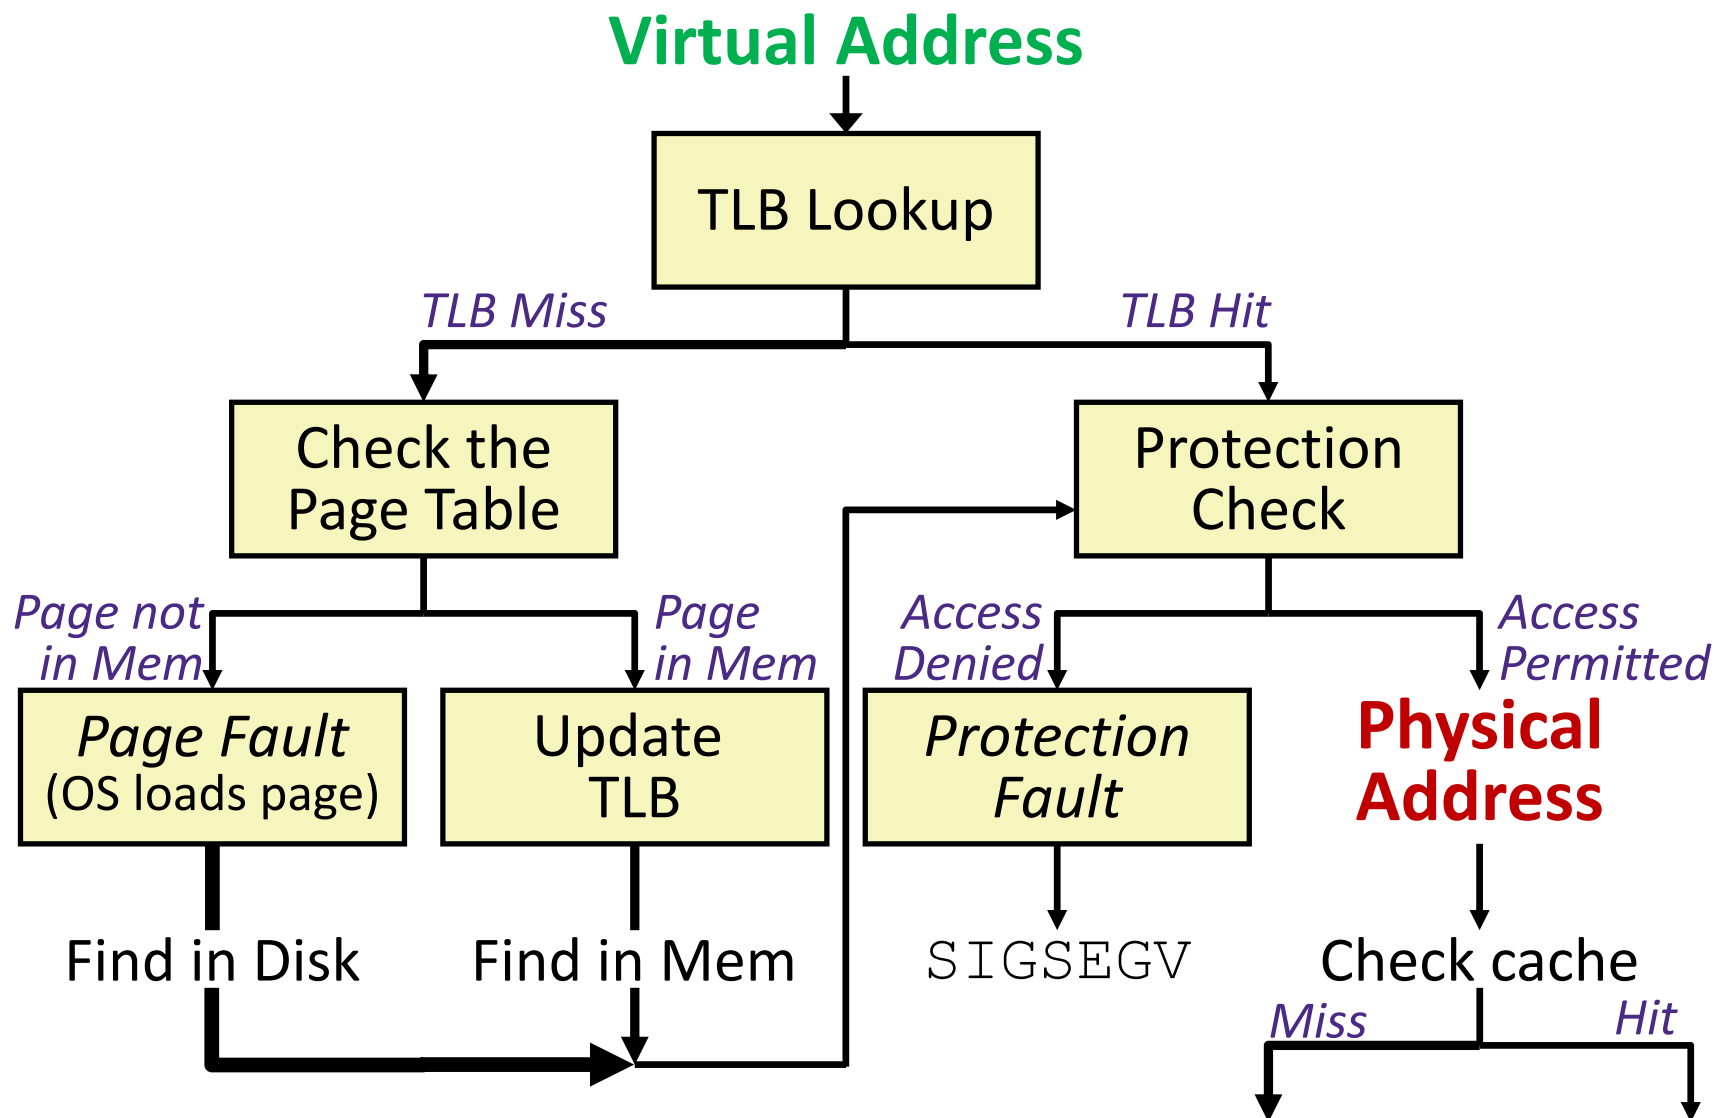 Virtual Address
TLB Lookup
TLB Miss
TLB Hit
Check the
Page Table
Protection
Check
Page not
in Mem
Page
in Mem
Access
Denied
Access
Permitted
Page Fault
(OS loads page)
Update
TLB
Protection
Fault
Physical
Address
Find in Disk
Find in Mem
SIGSEGV
Check cache
Miss
Hit